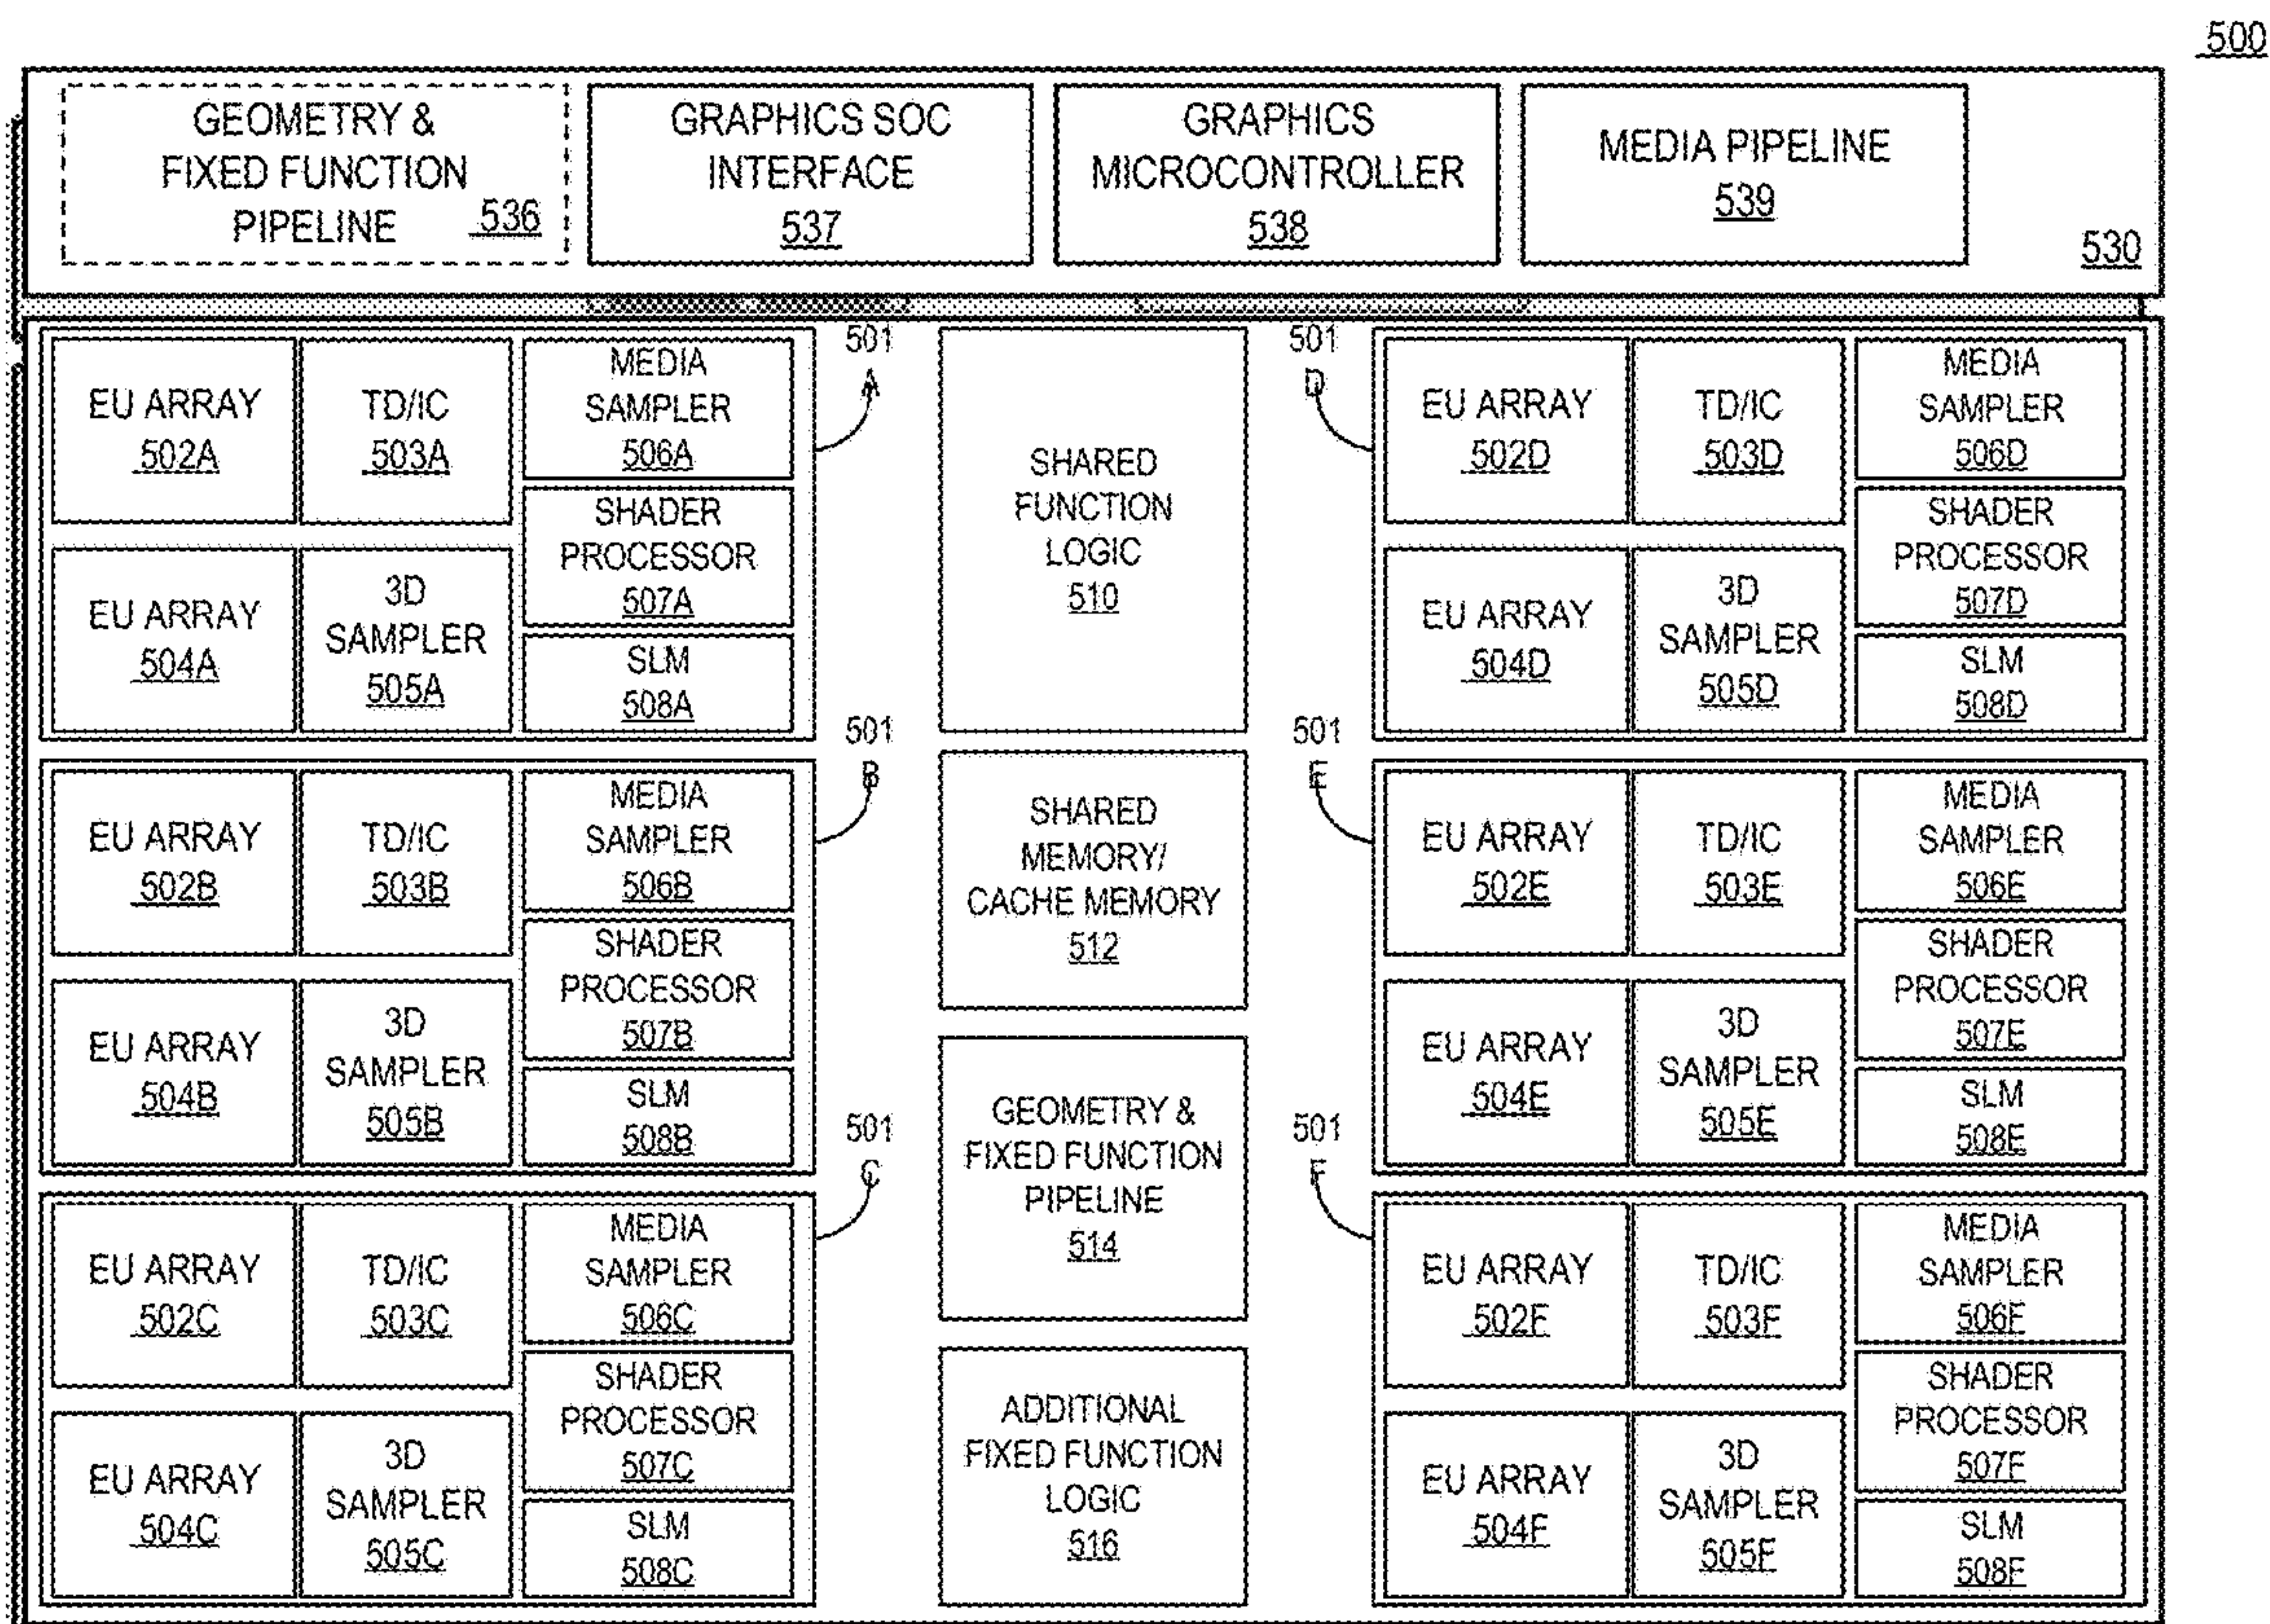 500
GEOMETRY &
FIXED FUNCTION
PIPELINE 536
GRAPHICS SOC
INTERFACE
537
GRAPHICS
MICROCONTROLLER
538
MEDIA PIPELINE
539
530
EU ARRAY
502A
TD/IC
503A
MEDIA
SAMPLER
506A
SHADER
PROCESSOR
507A
EU ARRAY
504A
3D
SAMPLER
505A
SLM
508A
501
A
EU ARRAY
502B
TD/IC
503B
MEDIA
SAMPLER
506B
SHADER
PROCESSOR
507B
EU ARRAY
504B
3D
SAMPLER
505B
SLM
508B
501
B
EU ARRAY
502C
TD/IC
503C
MEDIA
SAMPLER
506C
SHADER
PROCESSOR
507C
EU ARRAY
504C
3D
SAMPLER
505C
SLM
508C
501
C
SHARED
FUNCTION
LOGIC
510
SHARED
MEMORY/
CACHE MEMORY
512
GEOMETRY &
FIXED FUNCTION
PIPELINE
514
ADDITIONAL
FIXED FUNCTION
LOGIC
516
501
D
EU ARRAY
502D
TD/IC
503D
MEDIA
SAMPLER
506D
SHADER
PROCESSOR
507D
EU ARRAY
504D
3D
SAMPLER
505D
SLM
508D
501
E
EU ARRAY
502E
TD/IC
503E
MEDIA
SAMPLER
506E
SHADER
PROCESSOR
507E
EU ARRAY
504E
3D
SAMPLER
505E
SLM
508E
501
F
EU ARRAY
502F
TD/IC
503F
MEDIA
SAMPLER
506F
SHADER
PROCESSOR
507F
EU ARRAY
504F
3D
SAMPLER
505F
SLM
508F